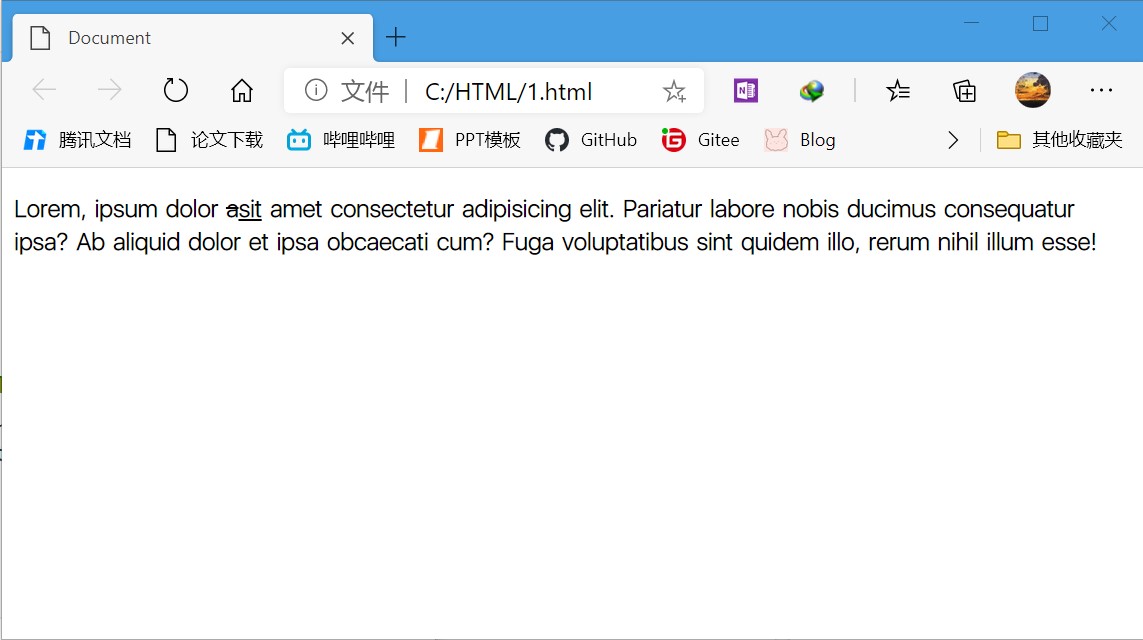 Document
文件 C:/HTML/1.html
腾讯文档 论文下载 哔哩哔哩 PPT模板 GitHub Gitee Blog 其他收藏夹
Lorem, ipsum dolor asit amet consectetur adipisicing elit. Pariatur labore nobis ducimus consequatur
ipsa? Ab aliquid dolor et ipsa obcaecati cum? Fuga voluptatibus sint quidem illo, rerum nihil illum esse!